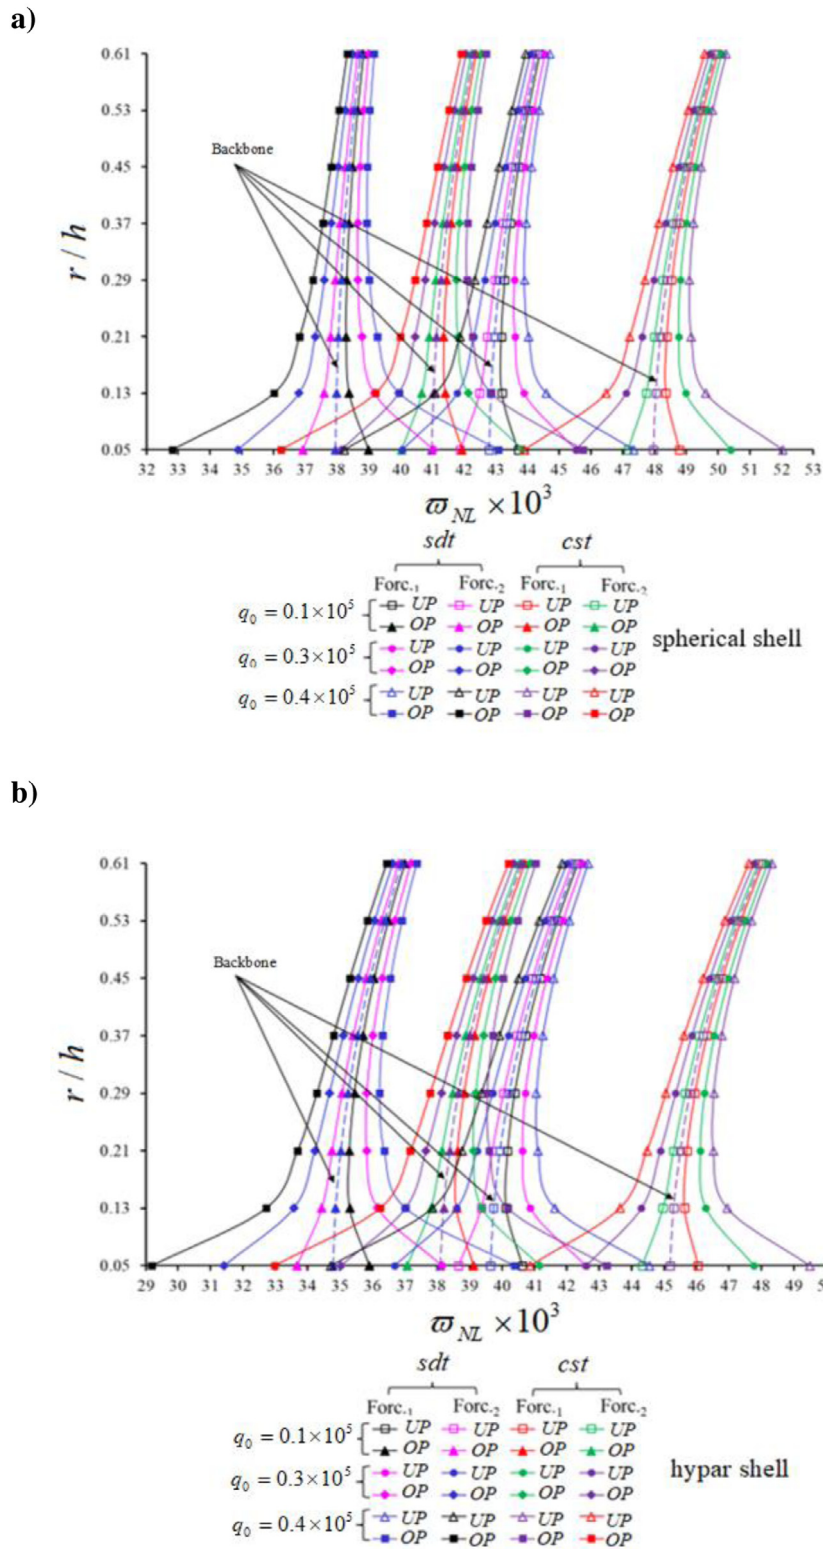 a)
0.61
0.53
0.45
0.37
0.29
0.21
0.13
0.05
r / h
Backbone
32 33 34 35 36 37 38 39 40 41 42 43 44 45 46 47 48 49 50 51 52 53
ϖ_NL ×10³
sdt cst
Forc.₁ Forc.₂ Forc.₁ Forc.₂
q₀ = 0.1×10⁵ UP UP UP UP
OP OP OP OP
q₀ = 0.3×10⁵ UP UP UP UP
OP OP OP OP
q₀ = 0.4×10⁵ UP UP UP UP
OP OP OP OP
spherical shell
b)
0.61
0.53
0.45
0.37
0.29
0.21
0.13
0.05
r / h
Backbone
29 30 31 32 33 34 35 36 37 38 39 40 41 42 43 44 45 46 47 48 49
ϖ_NL ×10³
sdt cst
Forc.₁ Forc.₂ Forc.₁ Forc.₂
q₀ = 0.1×10⁵ UP UP UP UP
OP OP OP OP
q₀ = 0.3×10⁵ UP UP UP UP
OP OP OP OP
q₀ = 0.4×10⁵ UP UP UP UP
OP OP OP OP
hypar shell